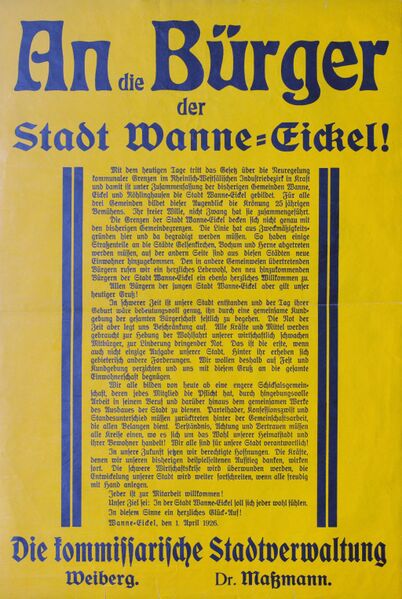 An die Bürger
der
Stadt Wanne=Eickel!
Mit dem heutigen Tage tritt das Gesetz über die Neuregelung
kommunaler Grenzen im Rheinisch-Westfälischen Industriebezirk in Kraft
und damit ist unter Zusammenfassung der bisherigen Gemeinden Wanne,
Eickel und Röhlinghausen die Stadt Wanne-Eickel gebildet. Für alle
drei Gemeinden bildet dieser Augenblick die Krönung 25 jährigen
Bemühens. Ihr freier Wille, nicht Zwang hat sie zusammengeführt.
Die Grenzen der Stadt Wanne-Eickel decken sich nicht genau mit
den bisherigen Gemeindegrenzen. Die Linie hat aus Zweckmäßigkeits-
gründen hier und da begradigt werden müssen. So haben einige
Straßenteile an die Städte Gelsenkirchen, Bochum und Herne abgetreten
werden müssen, auf der andern Seite sind aus diesen Städten neue
Einwohner hinzugekommen. Den in andere Gemeinwesen übertretenden
Bürgern rufen wir ein herzliches Lebewohl, den neu hinzukommenden
Bürgern der Stadt Wanne-Eickel ein ebenso herzliches Willkommen zu.
Allen Bürgern der jungen Stadt Wanne-Eickel aber gilt unser
heutiger Gruß!
In schwerer Zeit ist unsere Stadt entstanden und der Tag ihrer
Geburt wäre bedeutungsvoll genug, ihn durch eine gemeinsame Kund-
gebung der gesamten Bürgerschaft festlich zu begehen. Die Not der
Zeit aber legt uns Beschränkung auf. Alle Kräfte und Mittel werden
gebraucht zur Hebung der Wohlfahrt unserer wirtschaftlich schwachen
Mitbürger, zur Linderung dringender Not. Das ist die erste, wenn
auch nicht einzige Aufgabe unserer Stadt. Hinter ihr erheben sich
gebieterisch andere Forderungen. Wir wollen deshalb auf Fest und
Kundgebung verzichten und uns mit diesem Gruß an die gesamte
Einwohnerschaft begnügen.
Wir alle bilden von heute ab eine engere Schicksalsgemein-
schaft, deren jedes Mitglied die Pflicht hat, durch hingebungsvolle
Arbeit in seinem Beruf und darüber hinaus dem gemeinsamen Werke
des Ausbaues der Stadt zu dienen. Parteihader, Konfessionszwist und
Standesunterschied müssen zurücktreten hinter der Gemeinschaftsarbeit,
die allen Belangen dient. Verständnis, Achtung und Vertrauen müssen
alle Kreise einen, wo es sich um das Wohl unserer Heimatstadt und
ihrer Bewohner handelt! Wir alle sind für unsere Stadt verantwortlich!
In unsere Zukunft setzen wir berechtigte Hoffnungen. Die Kräfte,
denen wir unseren bisherigen beispiellosen Aufstieg danken, wirken
fort. Die schwere Wirtschaftskrise wird überwunden werden, die
Entwickelung unserer Stadt wird weiter fortschreiten, wenn alle freudig
mit Hand anlegen.
Jeder ist zur Mitarbeit willkommen!
Unser Ziel sei: In der Stadt Wanne-Eickel soll sich jeder wohl fühlen.
In diesem Sinne ein herzliches Glück-Auf!
Wanne-Eickel, den 1. April 1926.
Die kommissarische Stadtverwaltung
Weiberg. Dr. Maßmann.